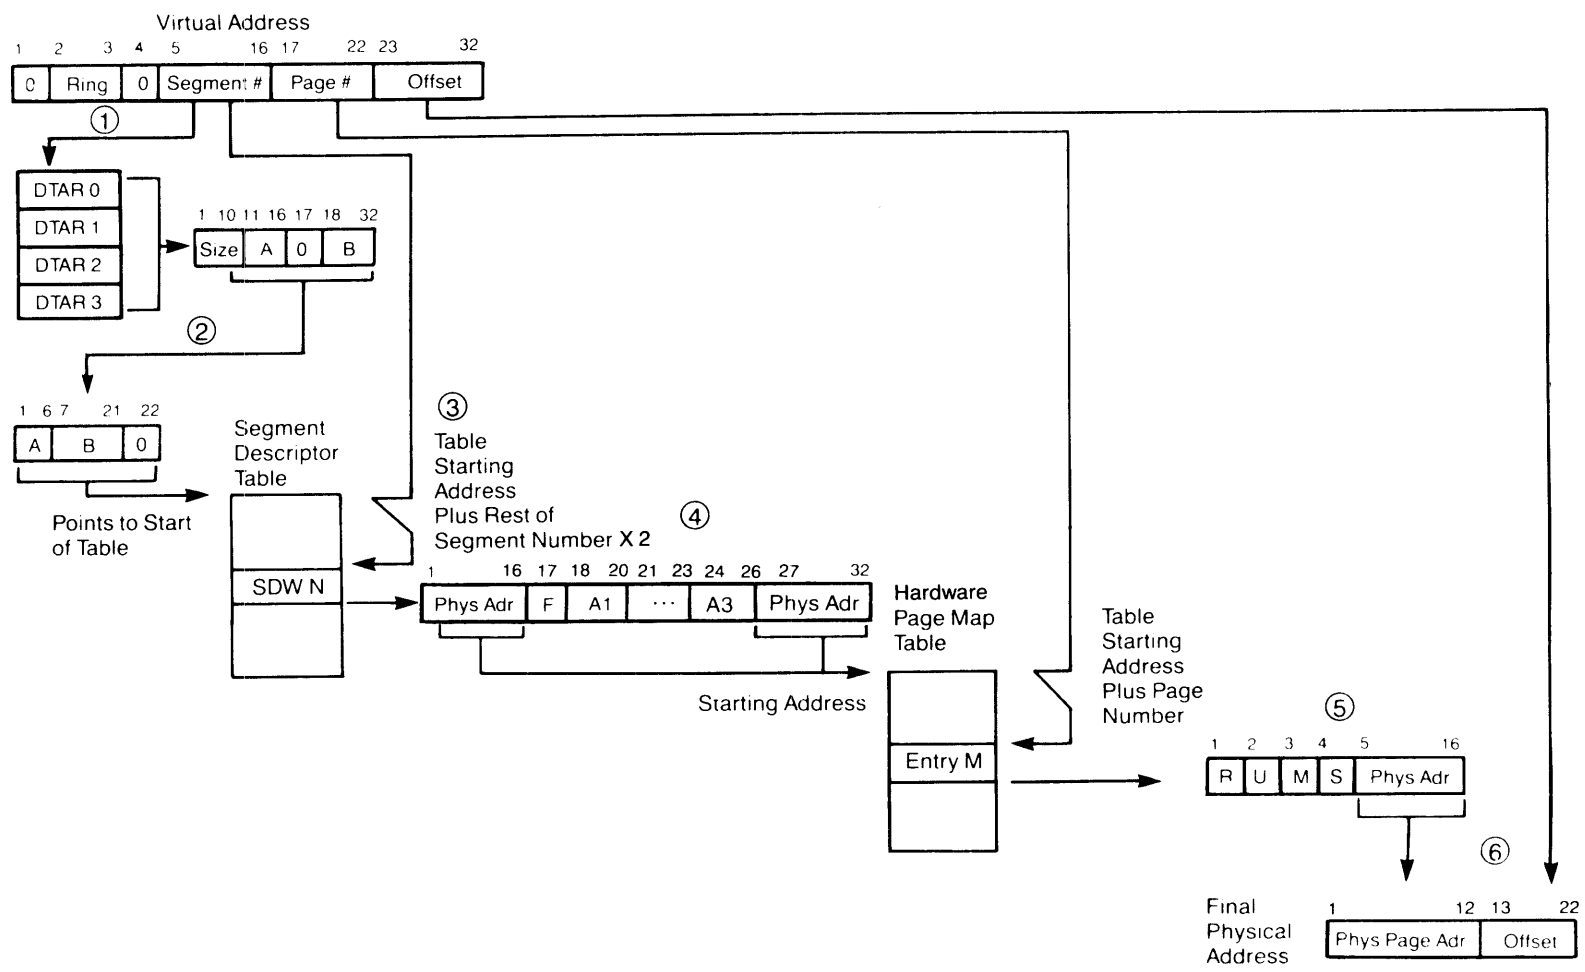 Virtual Address
1 2 3 4 5 16 17 22 23 32
0 Ring 0 Segment # Page # Offset
①
DTAR 0
DTAR 1
DTAR 2
DTAR 3
1 10 11 16 17 18 32
Size A 0 B
②
1 6 7 21 22
A B 0
Points to Start
of Table
Segment
Descriptor
Table
SDW N
③
Table
Starting
Address
Plus Rest of
Segment Number X 2
④
1 16 17 18 20 21 23 24 26 27 32
Phys Adr F A1 ... A3 Phys Adr
Starting Address
Hardware
Page Map
Table
Entry M
Table
Starting
Address
Plus Page
Number
⑤
1 2 3 4 5 16
R U M S Phys Adr
⑥
Final
Physical
Address
1 12 13 22
Phys Page Adr Offset